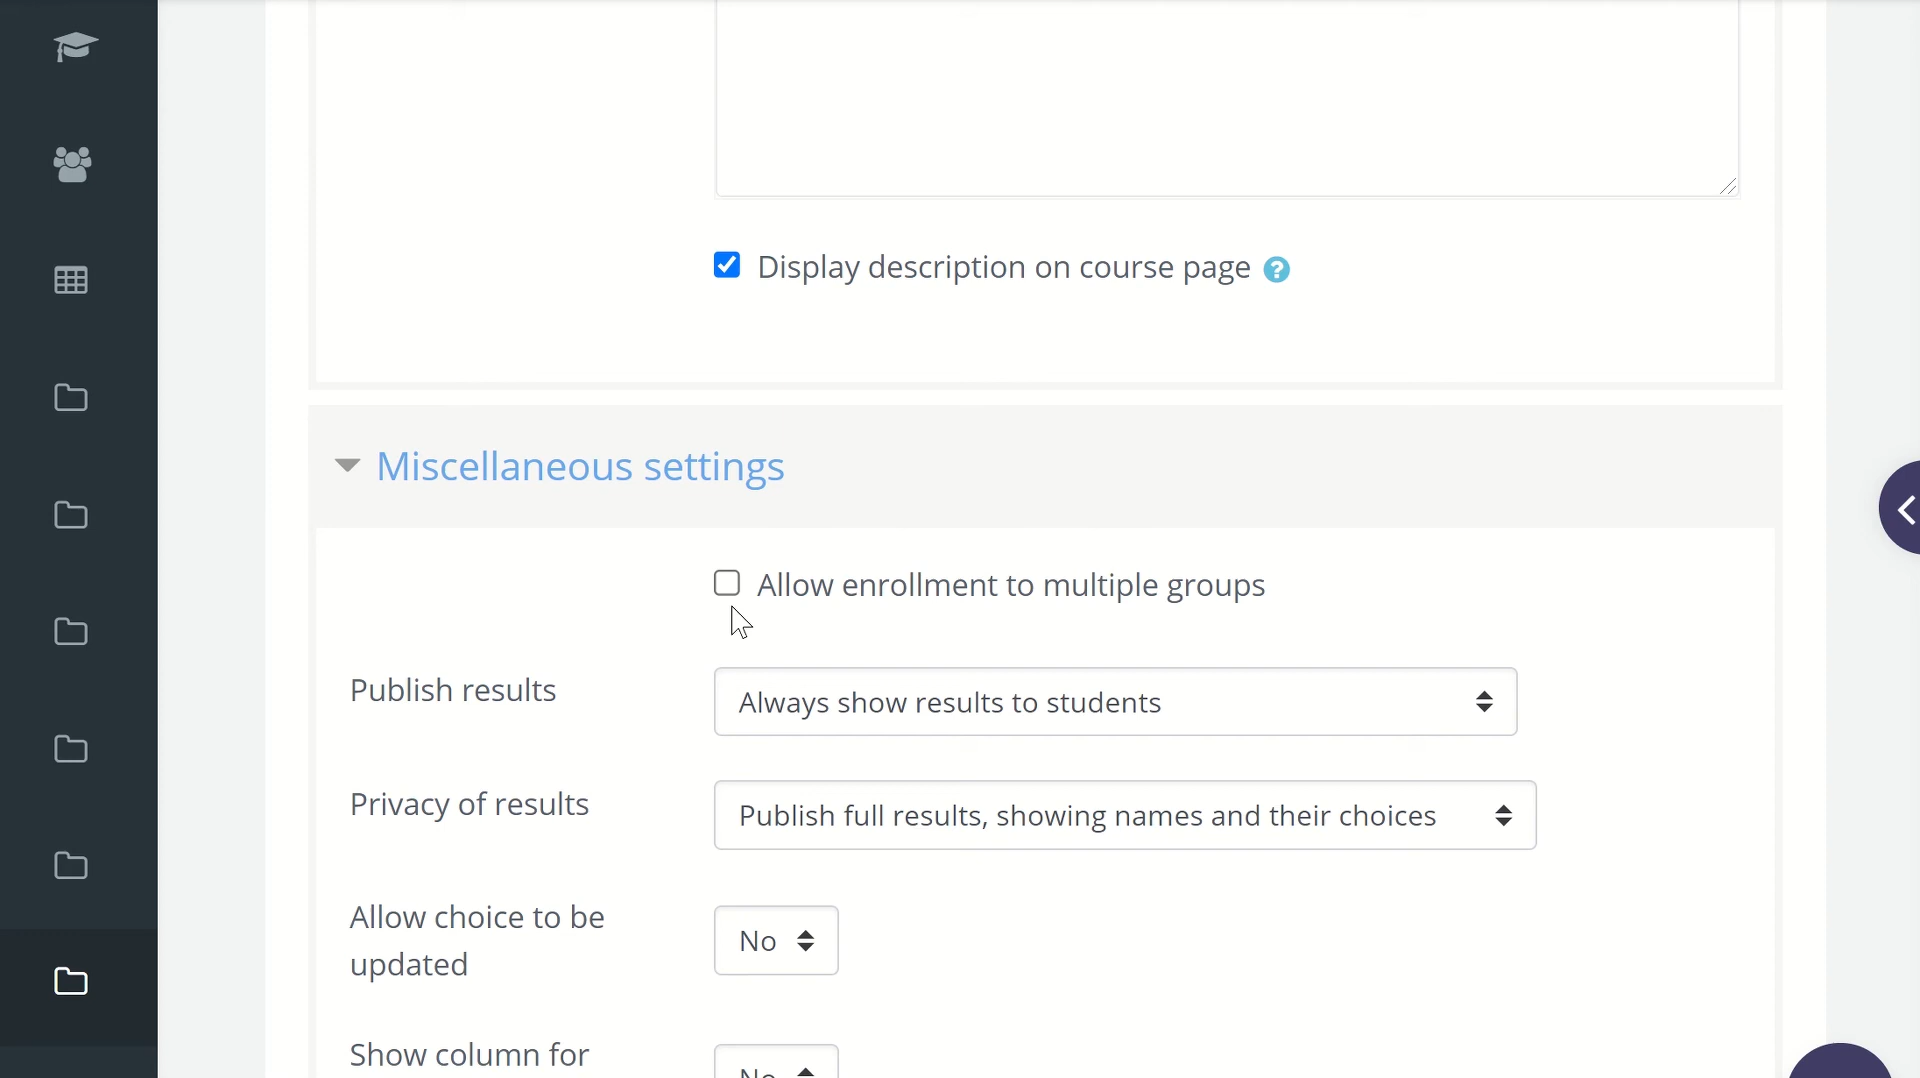 Display description on course page
Miscellaneous settings
Allow enrollment to multiple groups
Publish results
Always show results to students
Privacy of results
Publish full results, showing names and their choices
Allow choice to be
updated
No
Show column for
No